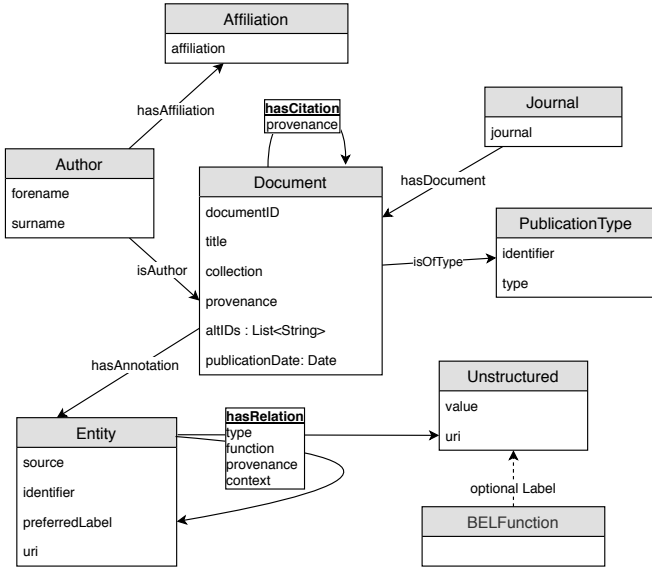 Affiliation
affiliation
hasAffiliation
hasCitation
provenance
Journal
journal
Author
forename
surname
hasDocument
Document
documentID
title
collection
provenance
altIDs : List<String>
publicationDate: Date
PublicationType
identifier
type
isOfType
isAuthor
hasAnnotation
Unstructured
value
uri
hasRelation
type
function
provenance
context
Entity
source
identifier
preferredLabel
uri
optional Label
BELFunction